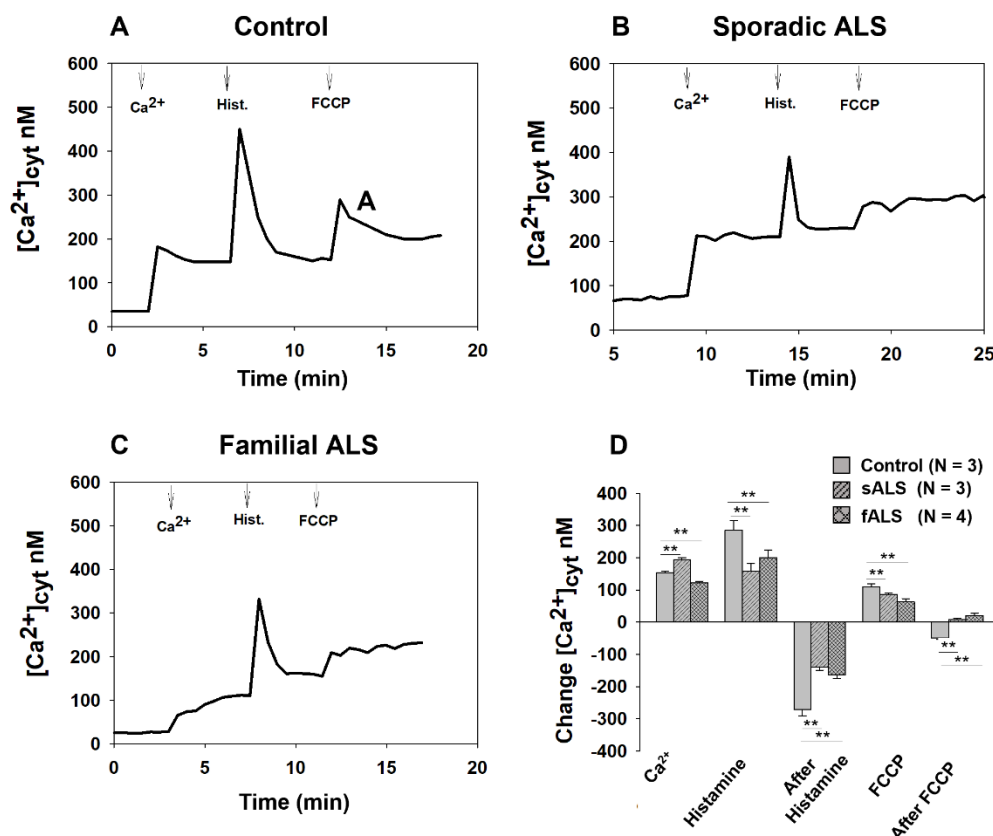 A Control
600
500
400
300
200
100
0
[Ca²⁺]cyt nM
Ca²⁺
Hist.
FCCP
A
0 5 10 15 20
Time (min)
B Sporadic ALS
600
500
400
300
200
100
0
[Ca²⁺]cyt nM
Ca²⁺
Hist.
FCCP
5 10 15 20 25
Time (min)
C Familial ALS
600
500
400
300
200
100
0
[Ca²⁺]cyt nM
Ca²⁺
Hist.
FCCP
0 5 10 15 20
Time (min)
D
Control (N = 3)
sALS (N = 3)
fALS (N = 4)
400
300
200
100
0
-100
-200
-300
-400
Change [Ca²⁺]cyt nM
**
**
**
**
**
**
**
**
**
**
Ca²⁺
Histamine
After
Histamine
FCCP
After FCCP